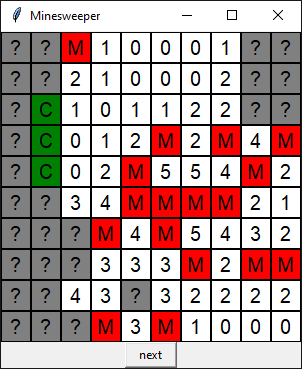 Minesweeper
? ? M 1 0 0 0 1 ? ?
? ? 2 1 0 0 0 2 ? ?
? C 1 0 1 1 2 2 ? ?
? C 0 1 2 M 2 M 4 M
? C 0 2 M 5 5 4 M 2
? ? 3 4 M M M M 2 1
? ? ? M 4 M 5 4 3 2
? ? ? 3 3 3 M 2 M M
? ? 4 3 ? 3 2 2 2 2
? ? ? M 3 M 1 0 0 0
next